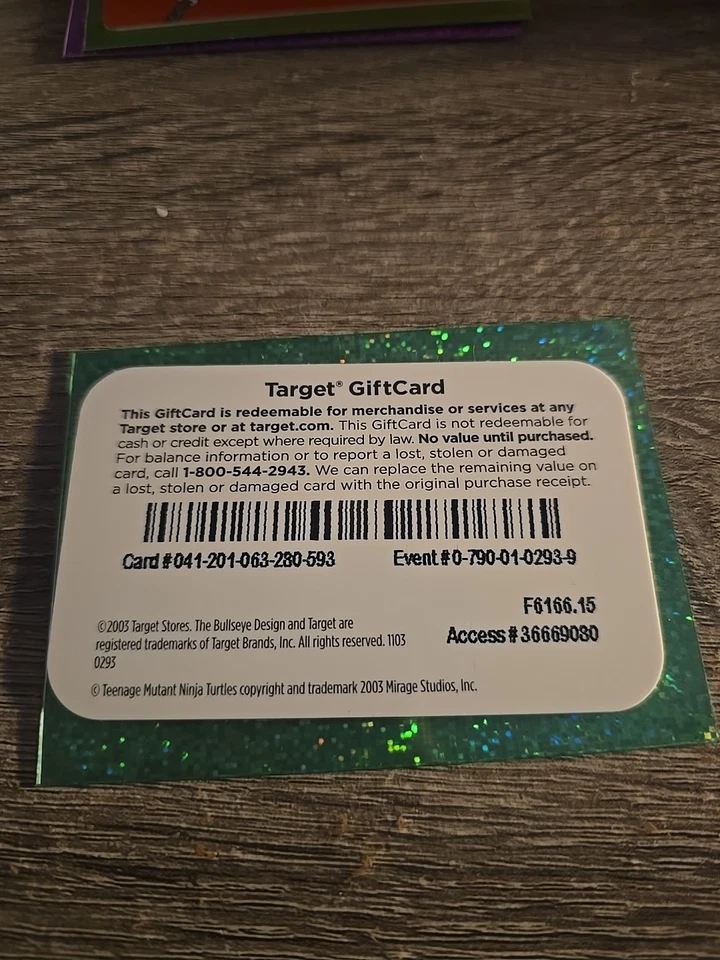 Target® GiftCard
This GiftCard is redeemable for merchandise or services at any
Target store or at target.com. This GiftCard is not redeemable for
cash or credit except where required by law. No value until purchased.
For balance information or to report a lost, stolen or damaged
card, call 1-800-544-2943. We can replace the remaining value on
a lost, stolen or damaged card with the original purchase receipt.
Card # 041-201-063-280-593 Event # 0-790-01-0293-9
F6166.15
Access # 36669080
©2003 Target Stores. The Bullseye Design and Target are
registered trademarks of Target Brands, Inc. All rights reserved. 1103
0293
© Teenage Mutant Ninja Turtles copyright and trademark 2003 Mirage Studios, Inc.